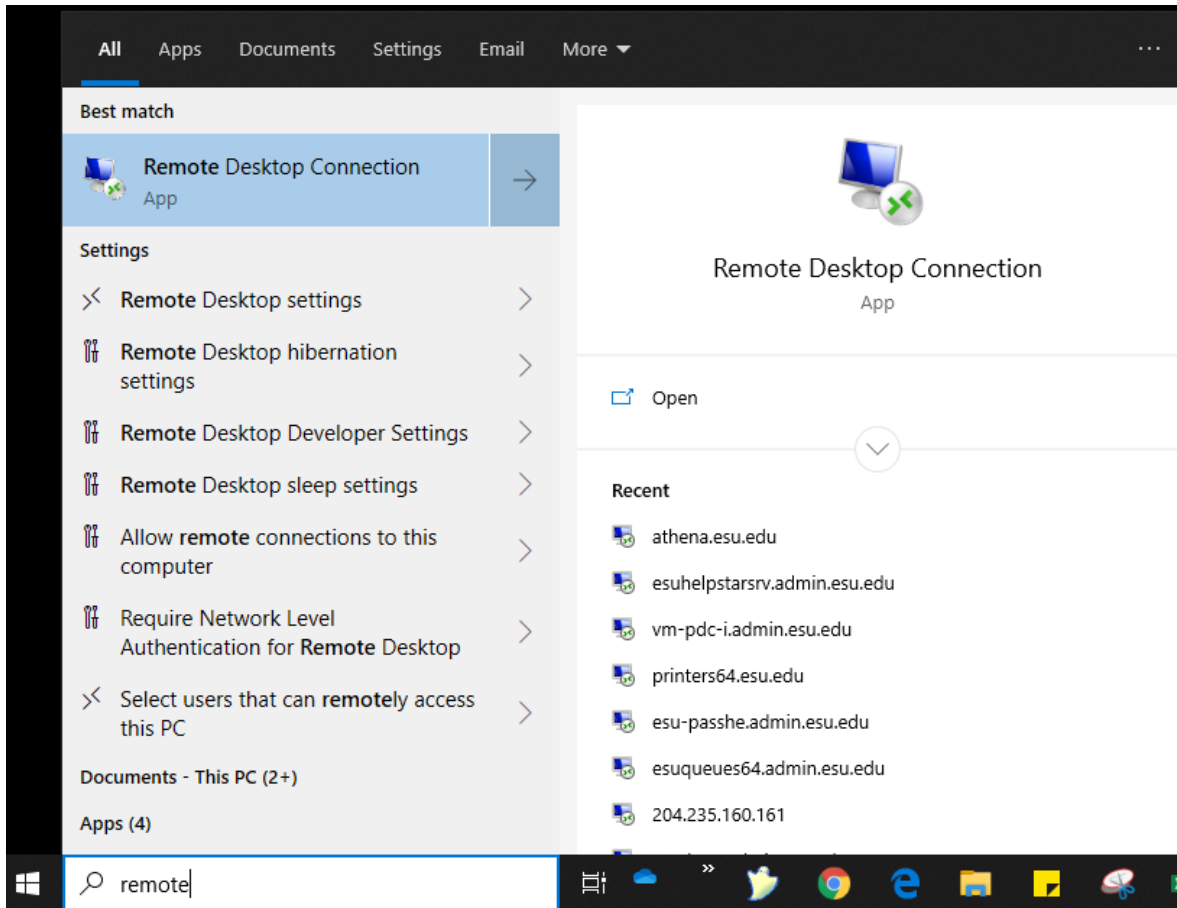 All Apps Documents Settings Email More
Best match
Remote Desktop Connection
App
Settings
Remote Desktop settings
Remote Desktop hibernation
settings
Remote Desktop Developer Settings
Remote Desktop sleep settings
Allow remote connections to this
computer
Require Network Level
Authentication for Remote Desktop
Select users that can remotely access
this PC
Documents - This PC (2+)
Apps (4)
remote
Remote Desktop Connection
App
Open
Recent
athena.esu.edu
esuhelpstarsrv.admin.esu.edu
vm-pdc-i.admin.esu.edu
printers64.esu.edu
esu-passhe.admin.esu.edu
esuqueues64.admin.esu.edu
204.235.160.161